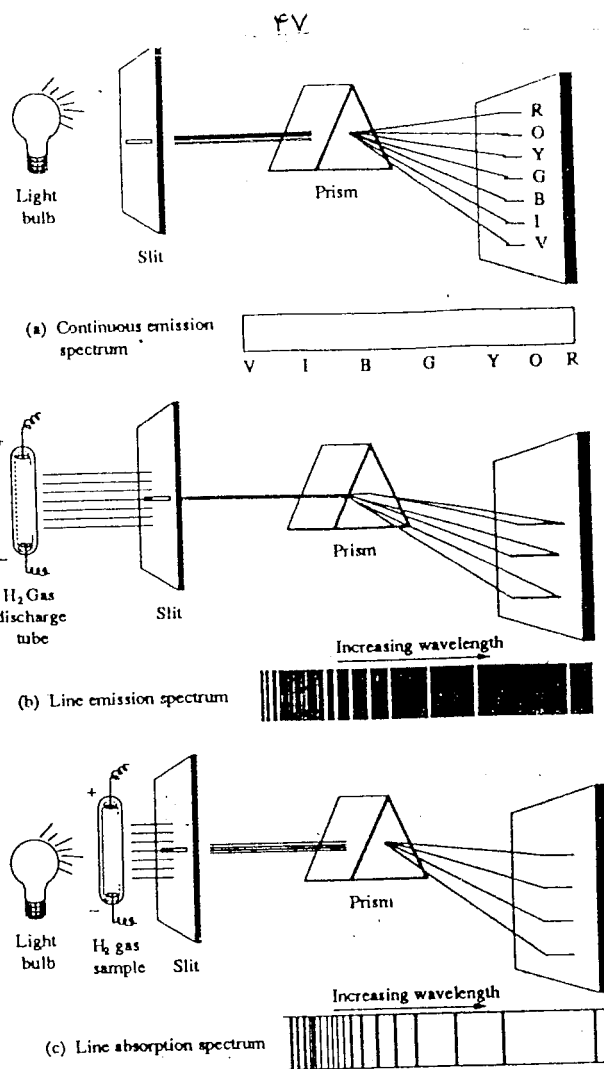 ۴۷
R
O
Y
G
B
I
V
Light
bulb
Slit
Prism
(a) Continuous emission
spectrum
V I B G Y O R
+
−
H₂ Gas
discharge
tube
Slit
Prism
Increasing wavelength
(b) Line emission spectrum
+
−
Light
bulb
H₂ gas
sample
Slit
Prism
Increasing wavelength
(c) Line absorption spectrum